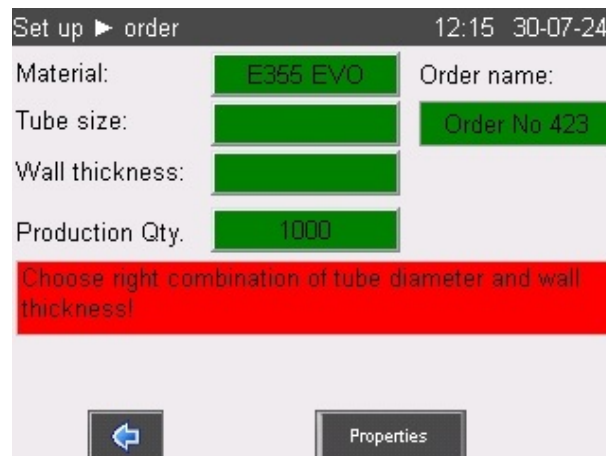 Set up ► order 12:15 30-07-24
Material: E355 EVO Order name:
Tube size: Order No 423
Wall thickness:
Production Qty. 1000
Choose right combination of tube diameter and wall
thickness!
Properties